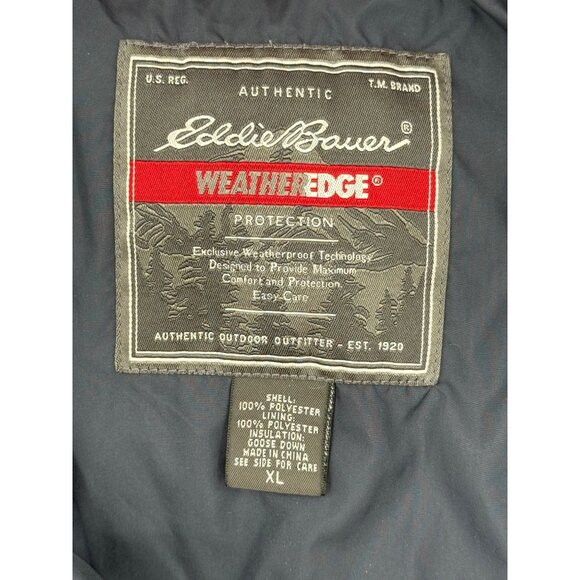 U.S. REG. T.M. BRAND
AUTHENTIC
Eddie Bauer®
WEATHEREDGE®
PROTECTION
Exclusive Weatherproof Technology
Designed to Provide Maximum
Comfort and Protection.
Easy Care
AUTHENTIC OUTDOOR OUTFITTER - EST. 1920
SHELL:
100% POLYESTER
LINING:
100% POLYESTER
INSULATION:
GOOSE DOWN
MADE IN CHINA
SEE SIDE FOR CARE
XL